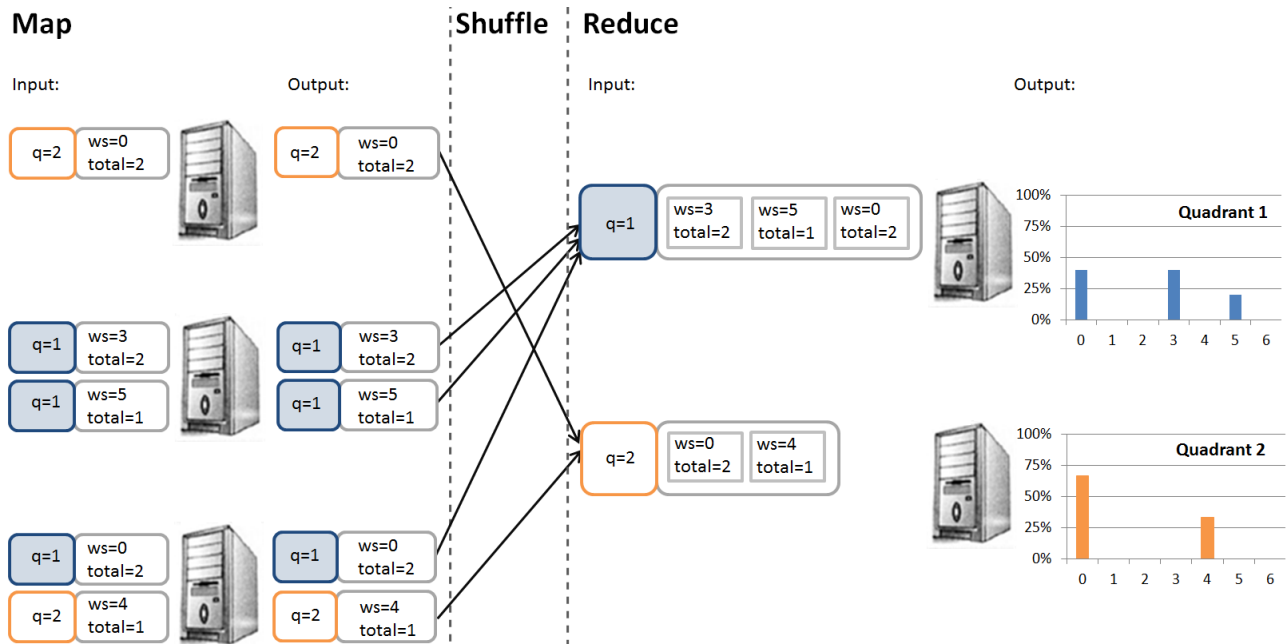 Map
Shuffle
Reduce
Input:
Output:
Input:
Output:
q=2
ws=0
total=2
q=2
ws=0
total=2
q=1
ws=3
total=2
q=1
ws=5
total=1
q=1
ws=3
total=2
q=1
ws=5
total=1
q=1
ws=0
total=2
q=2
ws=4
total=1
q=1
ws=0
total=2
q=2
ws=4
total=1
q=1
ws=3
total=2
ws=5
total=1
ws=0
total=2
q=2
ws=0
total=2
ws=4
total=1
Quadrant 1
100%
75%
50%
25%
0%
0 1 2 3 4 5 6
Quadrant 2
100%
75%
50%
25%
0%
0 1 2 3 4 5 6